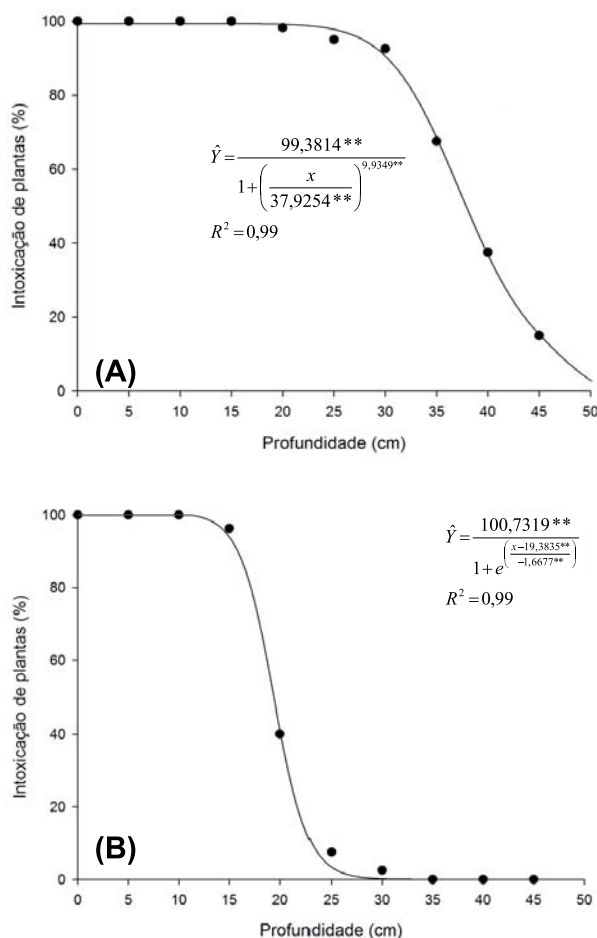 100
80
60
40
20
0
Intoxicação de plantas (%)
Ŷ = 99,3814** / 1+(x / 37,9254**)^9,9349**
R² = 0,99
(A)
0 5 10 15 20 25 30 35 40 45 50
Profundidade (cm)
100
80
60
40
20
0
Intoxicação de plantas (%)
Ŷ = 100,7319** / 1+e^(x−19,3835** / −1,6677**)
R² = 0,99
(B)
0 5 10 15 20 25 30 35 40 45 50
Profundidade (cm)